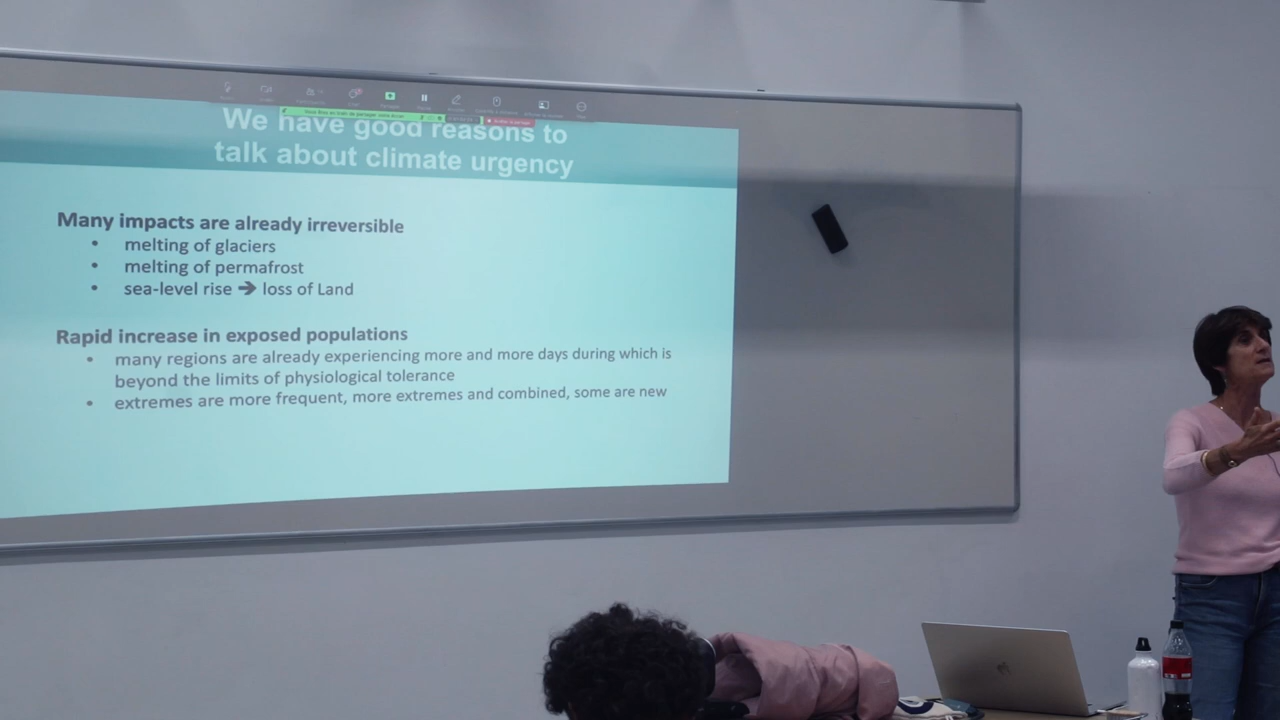 We have good reasons to
talk about climate urgency
Many impacts are already irreversible
• melting of glaciers
• melting of permafrost
• sea-level rise ➔ loss of Land
Rapid increase in exposed populations
• many regions are already experiencing more and more days during which is
beyond the limits of physiological tolerance
• extremes are more frequent, more extremes and combined, some are new